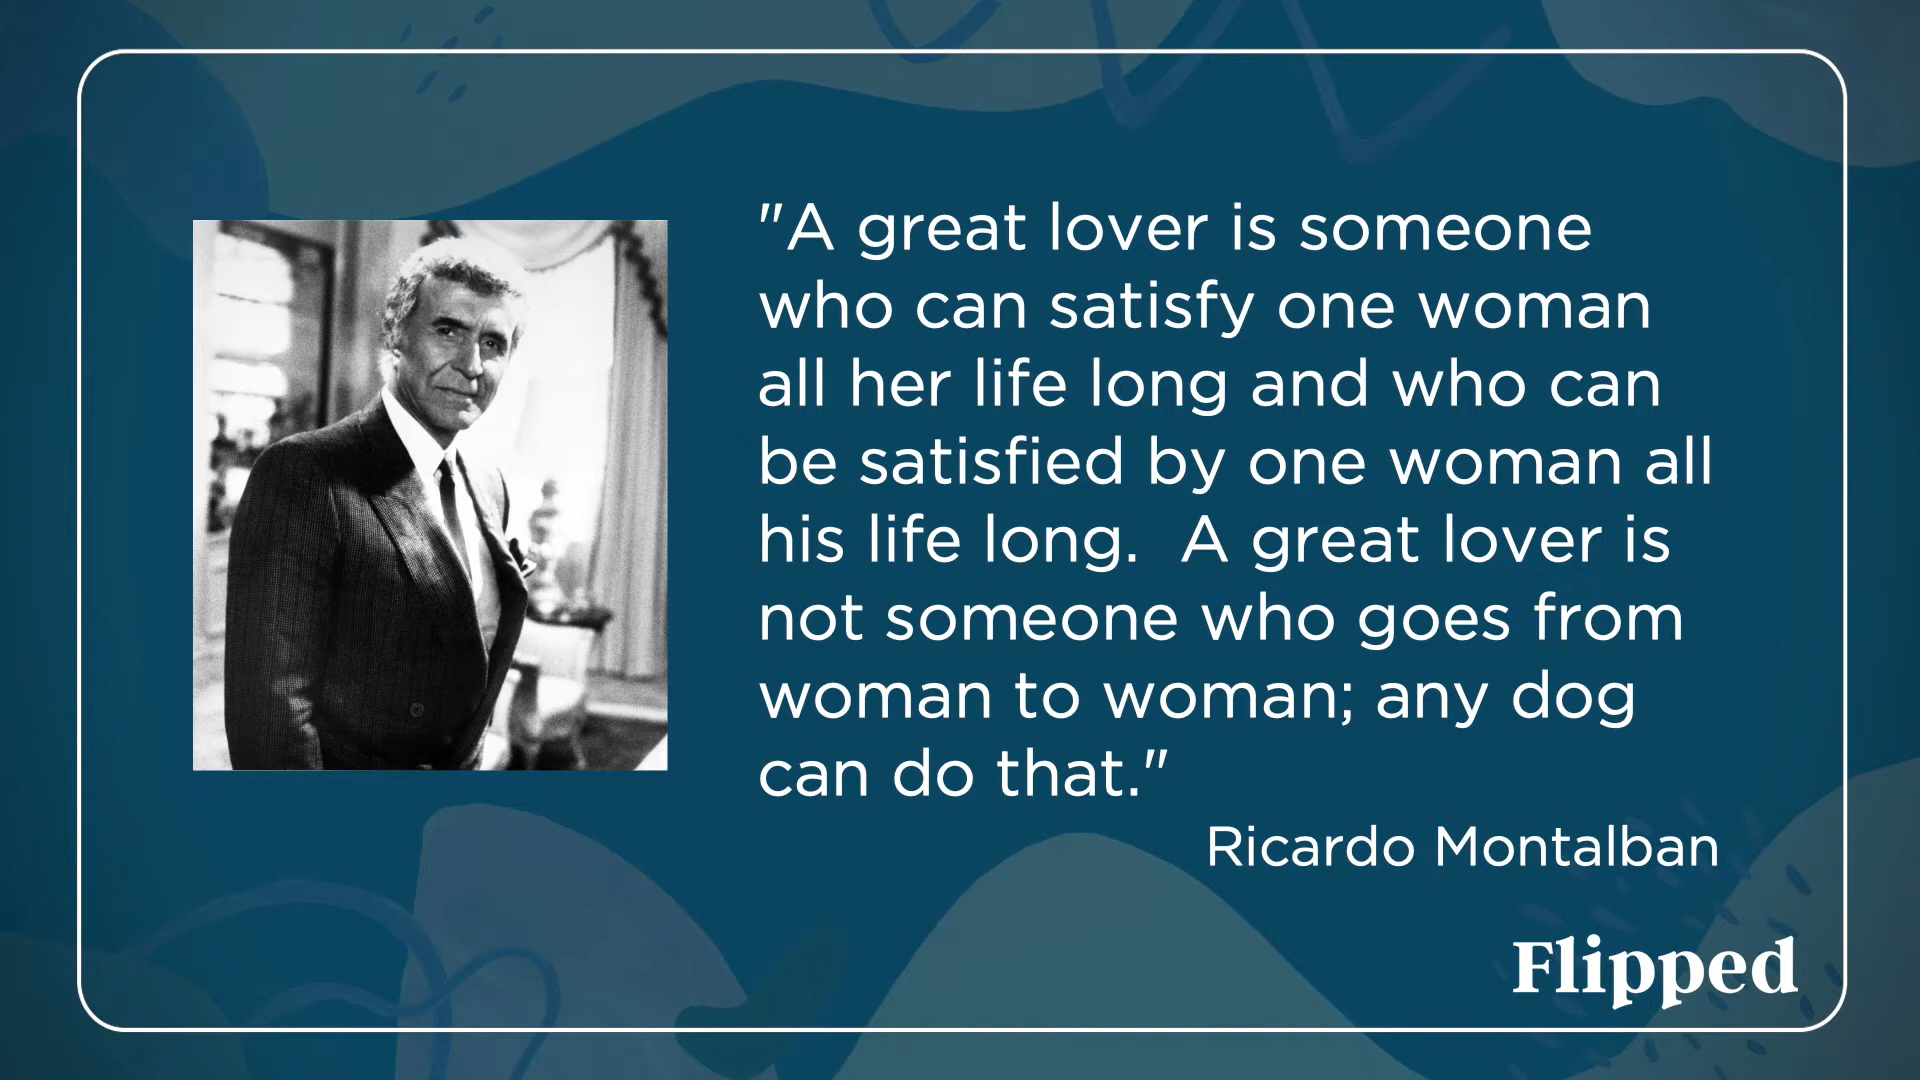 "A great lover is someone
who can satisfy one woman
all her life long and who can
be satisfied by one woman all
his life long.  A great lover is
not someone who goes from
woman to woman; any dog
can do that."
Ricardo Montalban
Flipped